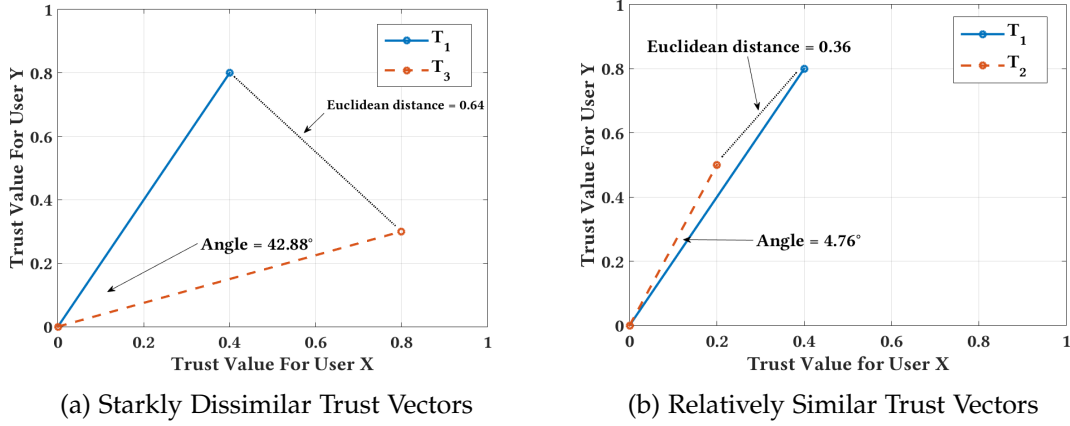 1
0.8
0.6
0.4
0.2
0
Trust Value For User Y
T1
T3
Euclidean distance = 0.64
Angle = 42.88°
0 0.2 0.4 0.6 0.8 1
Trust Value For User X
(a) Starkly Dissimilar Trust Vectors
1
0.8
0.6
0.4
0.2
0
Trust Value For User Y
Euclidean distance = 0.36
T1
T2
Angle = 4.76°
0 0.2 0.4 0.6 0.8 1
Trust Value for User X
(b) Relatively Similar Trust Vectors